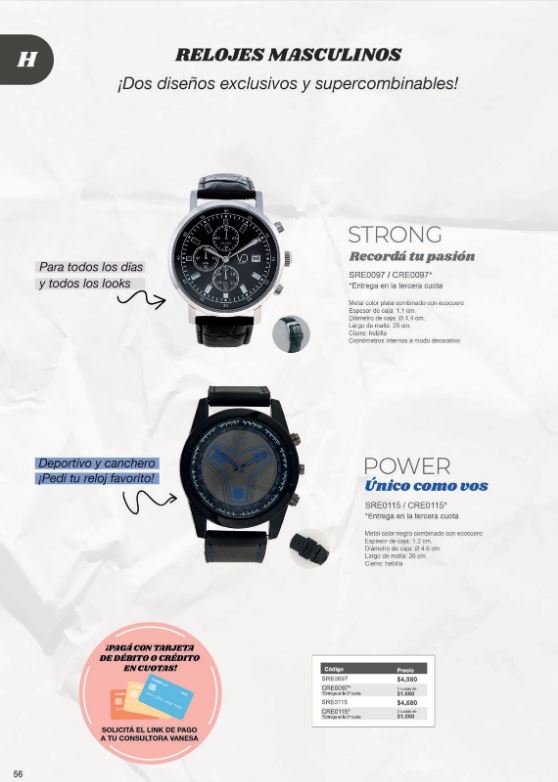 H
RELOJES MASCULINOS
¡Dos diseños exclusivos y supercombinables!
Para todos los días
y todos los looks
STRONG
Recordá tu pasión
SRE0097 / CRE0097*
*Entrega en la tercera cuota
Metal color plata combinado con ecocuero
Espesor de caja: 1.1 cm.
Diámetro de caja: Ø 4.4 cm.
Largo de malla: 25 cm.
Cierre: hebilla
Cronómetros internos a modo decorativo
VD
Deportivo y canchero
¡Pedí tu reloj favorito!
POWER
Único como vos
SRE0115 / CRE0115*
*Entrega en la tercera cuota
Metal color negro combinado con ecocuero
Espesor de caja: 1.2 cm.
Diámetro de caja: Ø 4.6 cm.
Largo de malla: 26 cm.
Cierre: hebilla
¡PAGÁ CON TARJETA
DE DÉBITO O CRÉDITO
EN CUOTAS!
SOLICITÁ EL LINK DE PAGO
A TU CONSULTORA VANESA
Código Precio
SRE0097 $4,980
CRE0097* 3 cuotas de
*Entrega en la 3ª cuota $1,660
SRE0115 $4,680
CRE0115* 3 cuotas de
*Entrega en la 3ª cuota $1,560
56